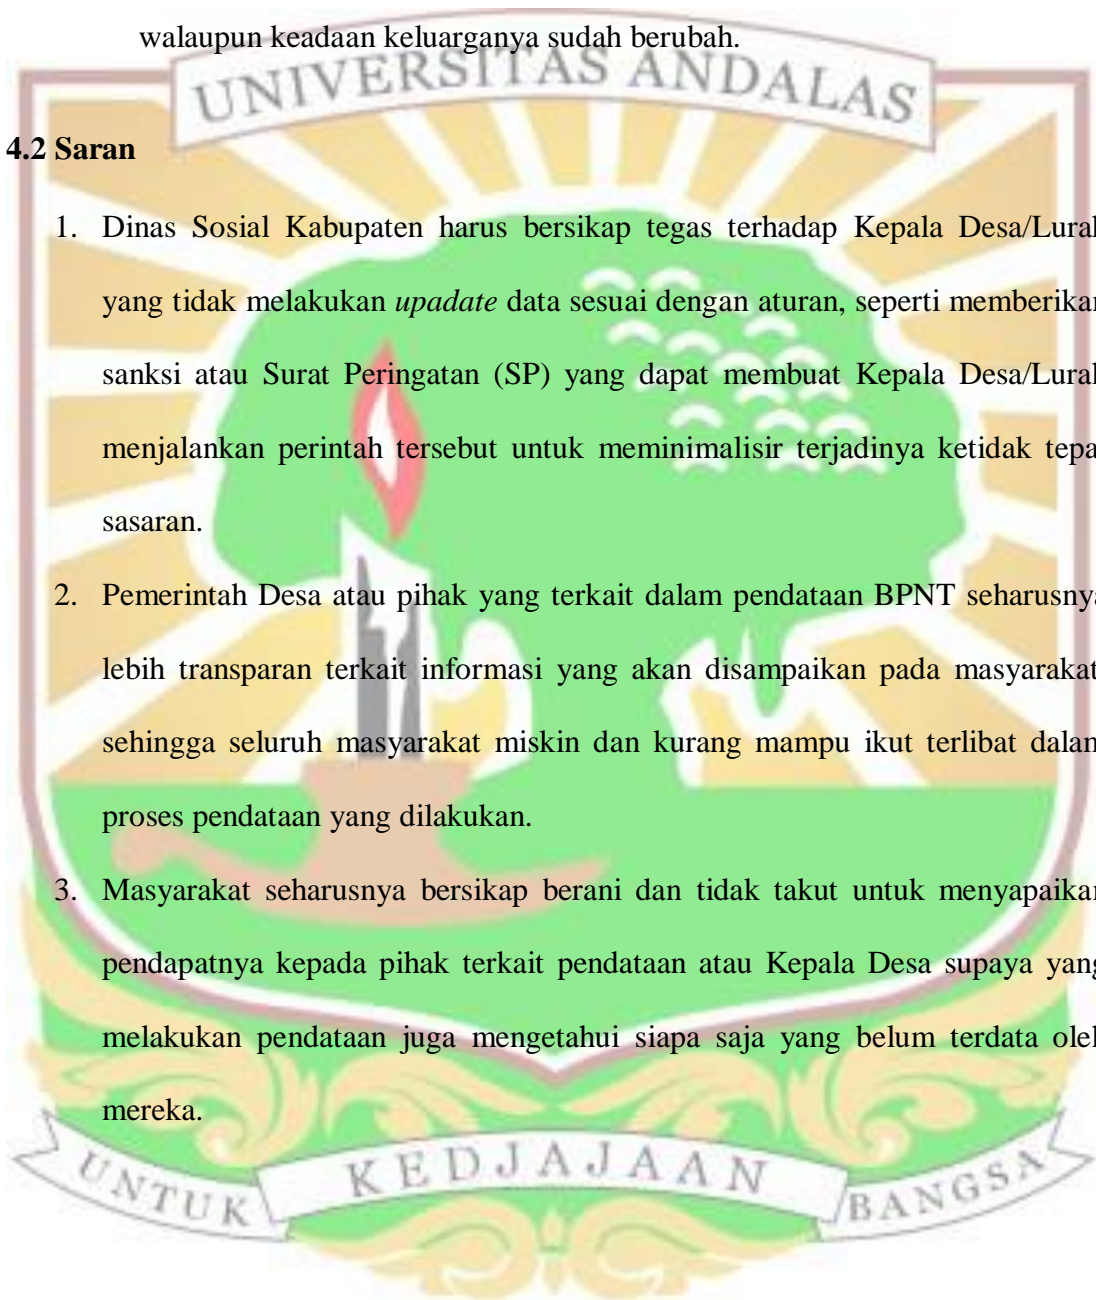 walaupun keadaan keluarganya sudah berubah.
UNIVERSITAS ANDALAS
4.2 Saran
1. Dinas Sosial Kabupaten harus bersikap tegas terhadap Kepala Desa/Lurah
yang tidak melakukan upadate data sesuai dengan aturan, seperti memberikan
sanksi atau Surat Peringatan (SP) yang dapat membuat Kepala Desa/Lurah
menjalankan perintah tersebut untuk meminimalisir terjadinya ketidak tepat
sasaran.
2. Pemerintah Desa atau pihak yang terkait dalam pendataan BPNT seharusnya
lebih transparan terkait informasi yang akan disampaikan pada masyarakat
sehingga seluruh masyarakat miskin dan kurang mampu ikut terlibat dalam
proses pendataan yang dilakukan.
3. Masyarakat seharusnya bersikap berani dan tidak takut untuk menyapaikan
pendapatnya kepada pihak terkait pendataan atau Kepala Desa supaya yang
melakukan pendataan juga mengetahui siapa saja yang belum terdata oleh
mereka.
UNTUK KEDJAJAAN BANGSA